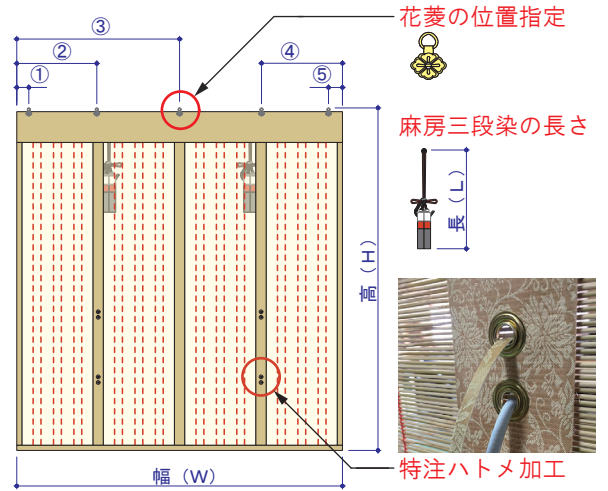 花菱の位置指定
③
②
④
①
⑤
麻房三段染の長さ
長（L）
高（H）
幅（W）
特注ハトメ加工